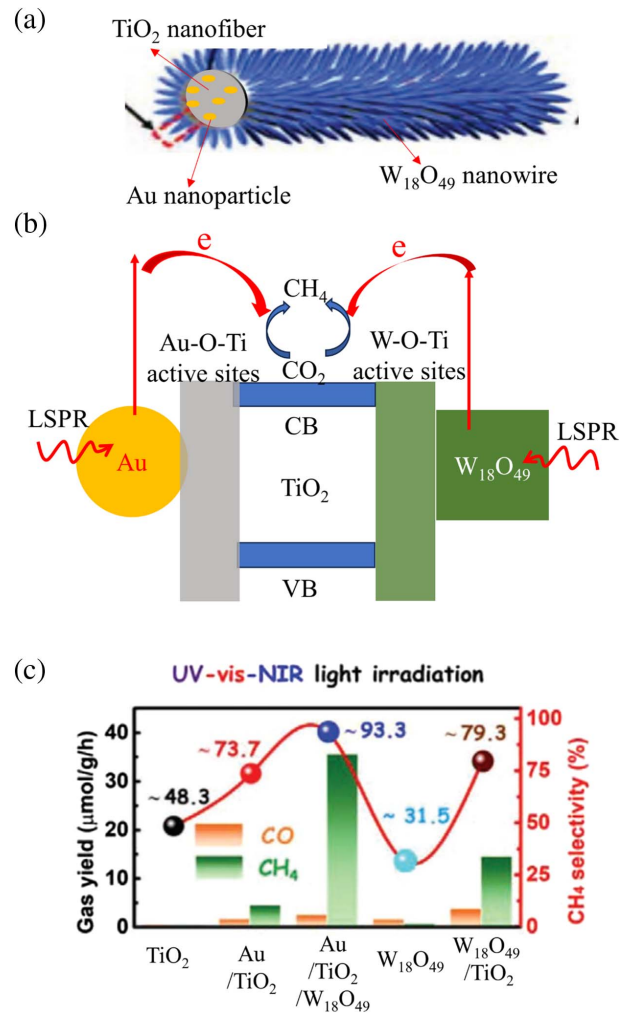 (a)
TiO₂ nanofiber
Au nanoparticle
W₁₈O₄₉ nanowire
(b)
e
e
CH₄
Au-O-Ti
active sites
W-O-Ti
active sites
CO₂
CB
LSPR
Au
TiO₂
W₁₈O₄₉
LSPR
VB
(c)
UV-vis-NIR light irradiation
Gas yield (μmol/g/h)
40
30
20
10
0
~48.3
~73.7
~93.3
~ 31.5
~79.3
CO
CH₄
100
75
50
25
0
CH₄ selectivity (%)
TiO₂
Au
/TiO₂
Au
/TiO₂
/W₁₈O₄₉
W₁₈O₄₉
W₁₈O₄₉
/TiO₂